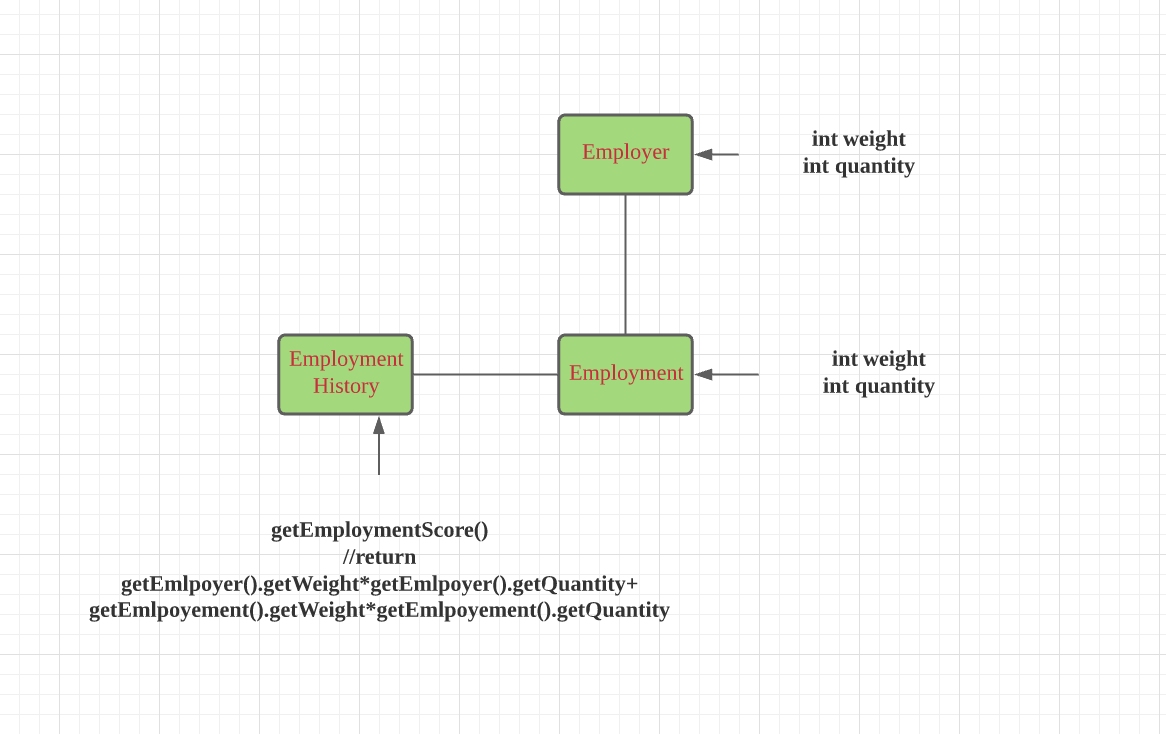 Employer
int weight
int quantity
Employment
History
Employment
int weight
int quantity
getEmploymentScore()
//return
getEmlpoyer().getWeight*getEmlpoyer().getQuantity+
getEmlpoyement().getWeight*getEmlpoyement().getQuantity